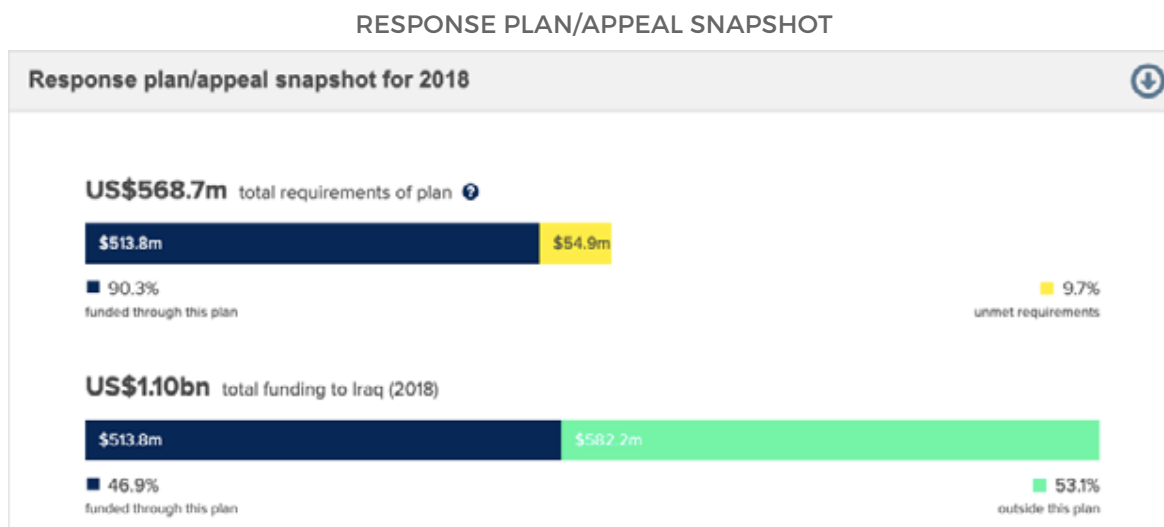 RESPONSE PLAN/APPEAL SNAPSHOT
Response plan/appeal snapshot for 2018
US$568.7m total requirements of plan ?
$513.8m $54.9m
90.3% 9.7%
funded through this plan unmet requirements
US$1.10bn total funding to Iraq (2018)
$513.8m $582.2m
46.9% 53.1%
funded through this plan outside this plan